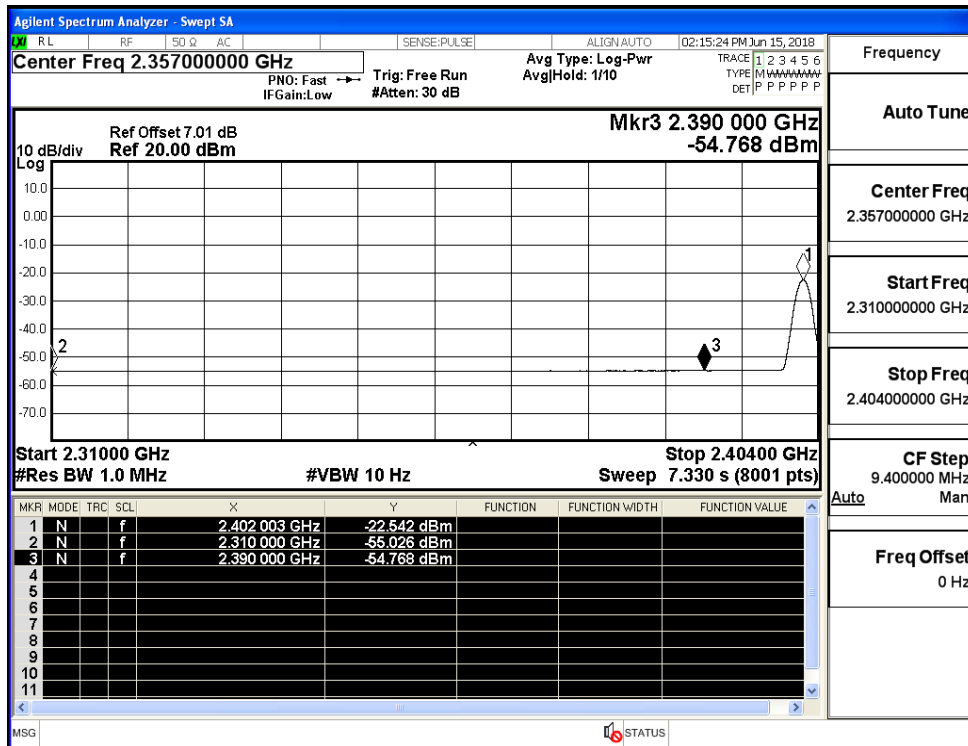 Agilent Spectrum Analyzer - Swept SA
LXI RL RF 50 Ω AC SENSE:PULSE ALIGN AUTO 02:15:24 PM Jun 15, 2018
Center Freq 2.357000000 GHz
PNO: Fast
IFGain:Low
Trig: Free Run
#Atten: 30 dB
Avg Type: Log-Pwr
Avg|Hold: 1/10
TRACE 1 2 3 4 5 6
TYPE M WWWWW
DET P P P P P P
Ref Offset 7.01 dB
10 dB/div Ref 20.00 dBm
Log
Mkr3 2.390 000 GHz
-54.768 dBm
10.0
0.00
-10.0
-20.0
-30.0
-40.0
-50.0
-60.0
-70.0
1
2
3
Start 2.31000 GHz Stop 2.40400 GHz
#Res BW 1.0 MHz #VBW 10 Hz Sweep 7.330 s (8001 pts)
MKR MODE TRC SCL X Y FUNCTION FUNCTION WIDTH FUNCTION VALUE
1 N f 2.402 003 GHz -22.542 dBm
2 N f 2.310 000 GHz -55.026 dBm
3 N f 2.390 000 GHz -54.768 dBm
4
5
6
7
8
9
10
11
MSG STATUS
Frequency
Auto Tune
Center Freq
2.357000000 GHz
Start Freq
2.310000000 GHz
Stop Freq
2.404000000 GHz
CF Step
9.400000 MHz
Auto Man
Freq Offset
0 Hz